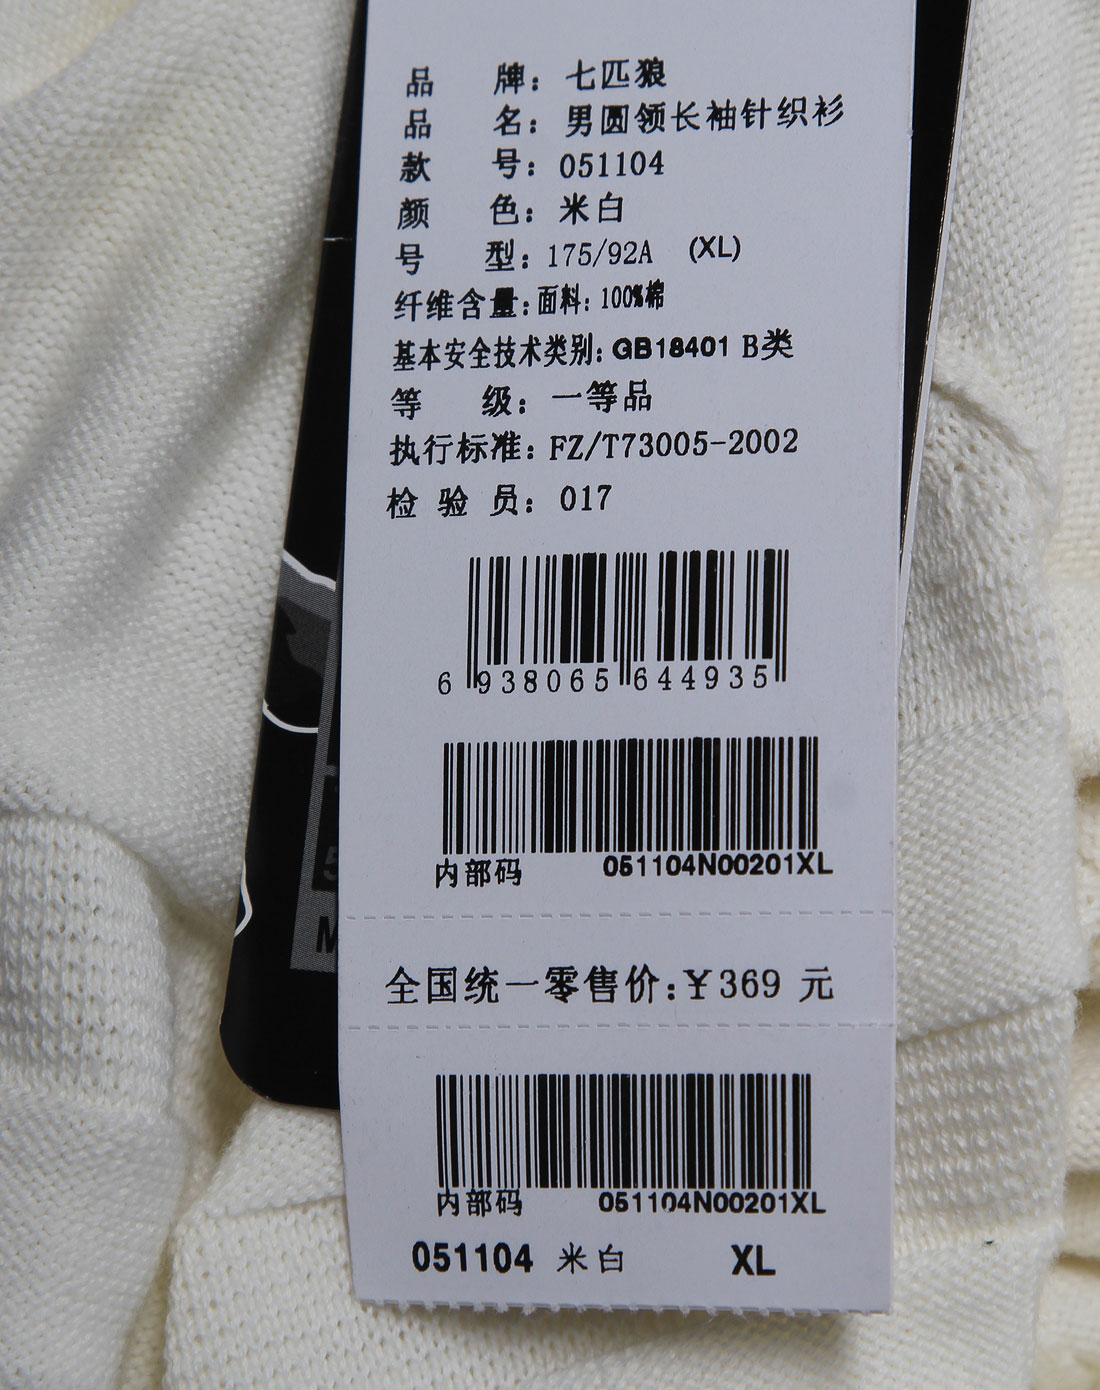 品 牌：七匹狼
品 名：男圆领长袖针织衫
款 号：051104
颜 色：米白
号 型：175/92A (XL)
纤维含量：面料：100%棉
基本安全技术类别：GB18401 B类
等 级：一等品
执行标准：FZ/T73005-2002
检 验 员：017
6 938065 644935
内部码 051104N00201XL
全国统一零售价：￥369 元
内部码 051104N00201XL
051104 米白 XL
5
M